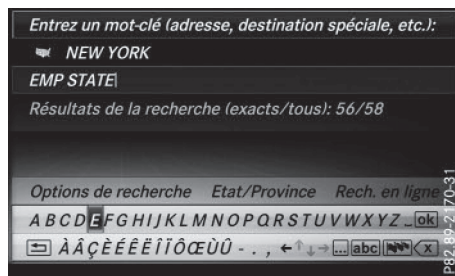 Entrez un mot-clé (adresse, destination spéciale, etc.):
NEW YORK
EMP STATE
Résultats de la recherche (exacts/tous): 56/58
Options de recherche Etat/Province Rech. en ligne
A B C D E F G H I J K L M N O P Q R S T U V W X Y Z _ ok
À Â Ç È É Ê Ë Î Ï Ô Œ Ù Û - . , ←↑↓→ ... abc X
P82.89-2170-31